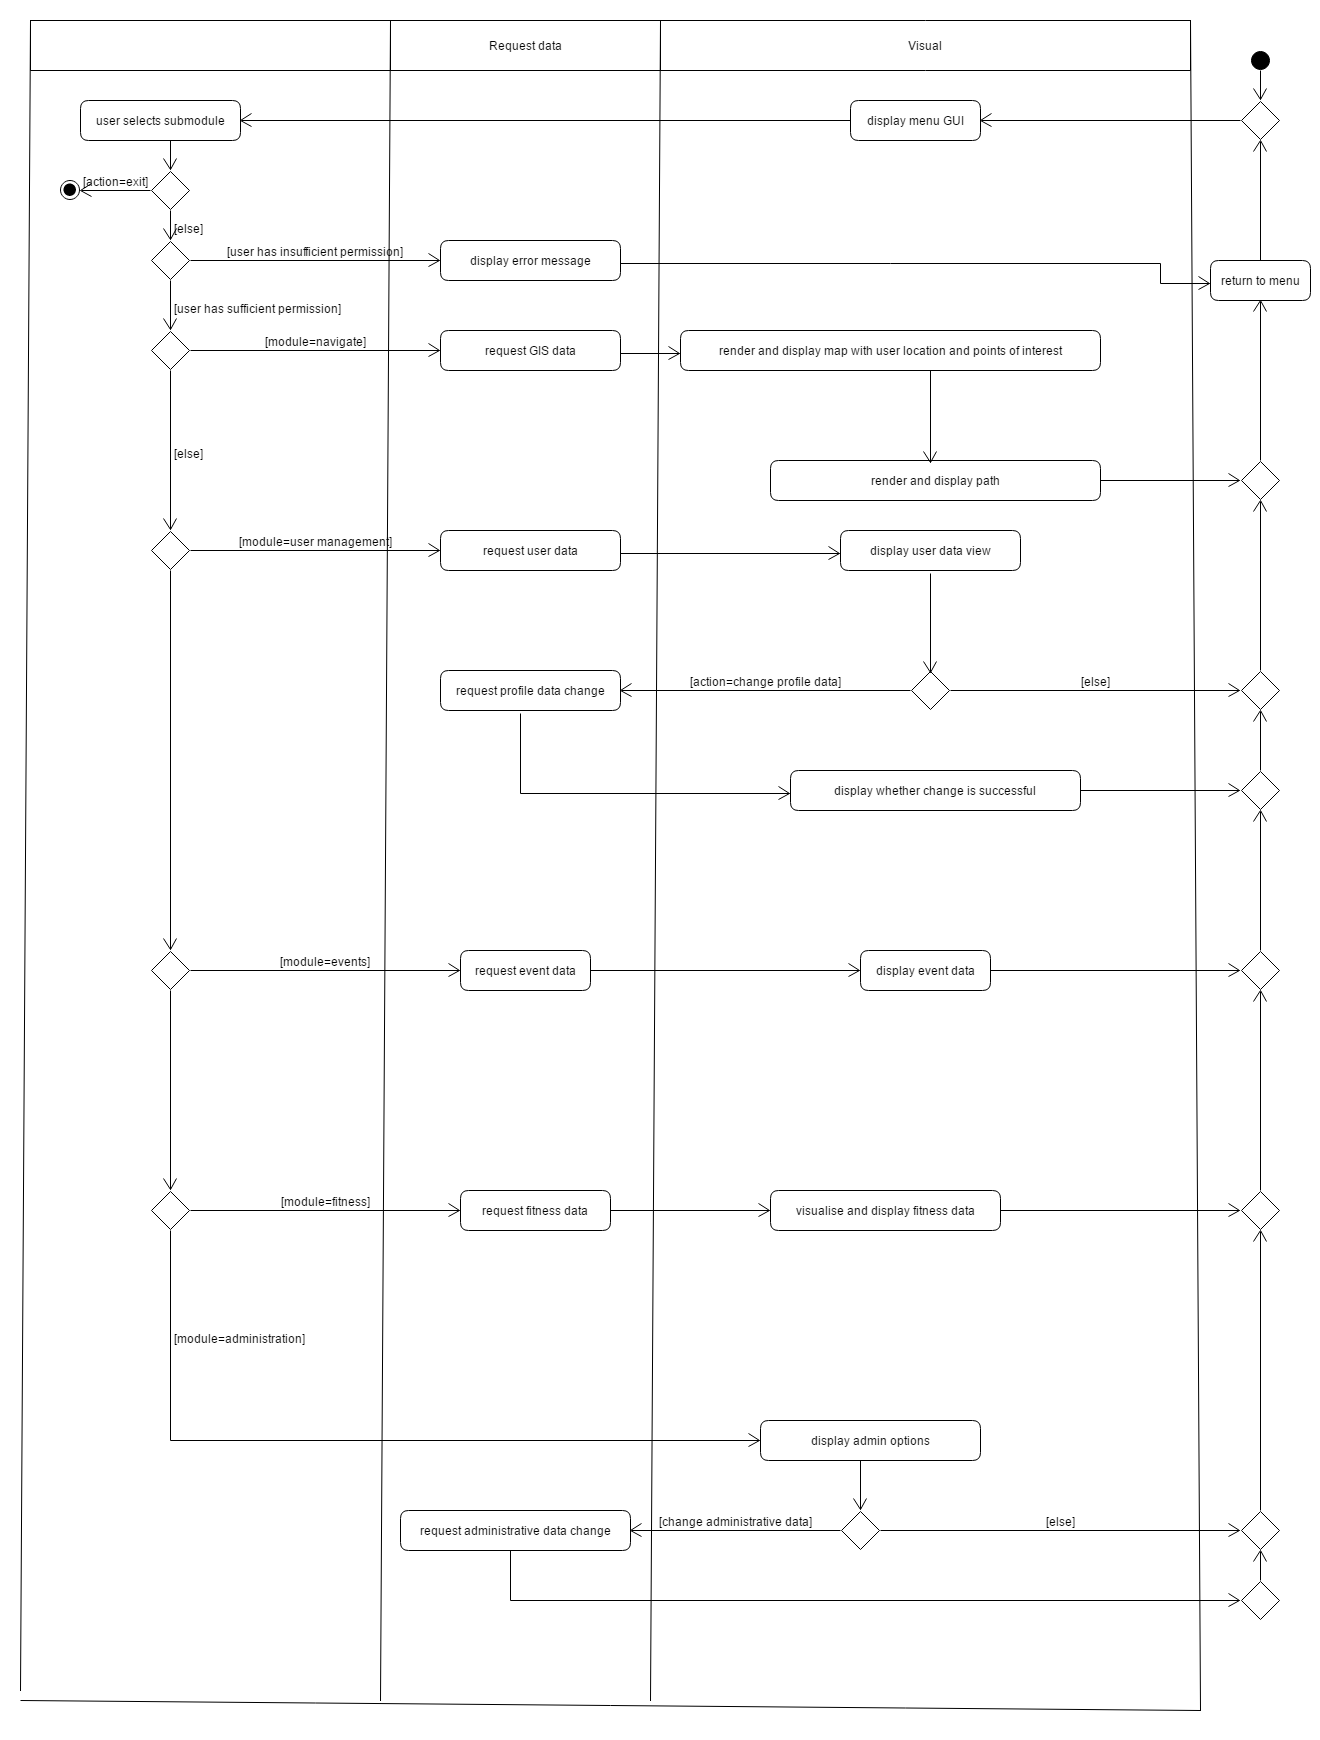 Request data
Visual
user selects submodule
display menu GUI
[action=exit]
[else]
[user has insufficient permission]
display error message
return to menu
[user has sufficient permission]
[module=navigate]
request GIS data
render and display map with user location and points of interest
[else]
render and display path
[module=user management]
request user data
display user data view
request profile data change
[action=change profile data]
[else]
display whether change is successful
[module=events]
request event data
display event data
[module=fitness]
request fitness data
visualise and display fitness data
[module=administration]
display admin options
request administrative data change
[change administrative data]
[else]